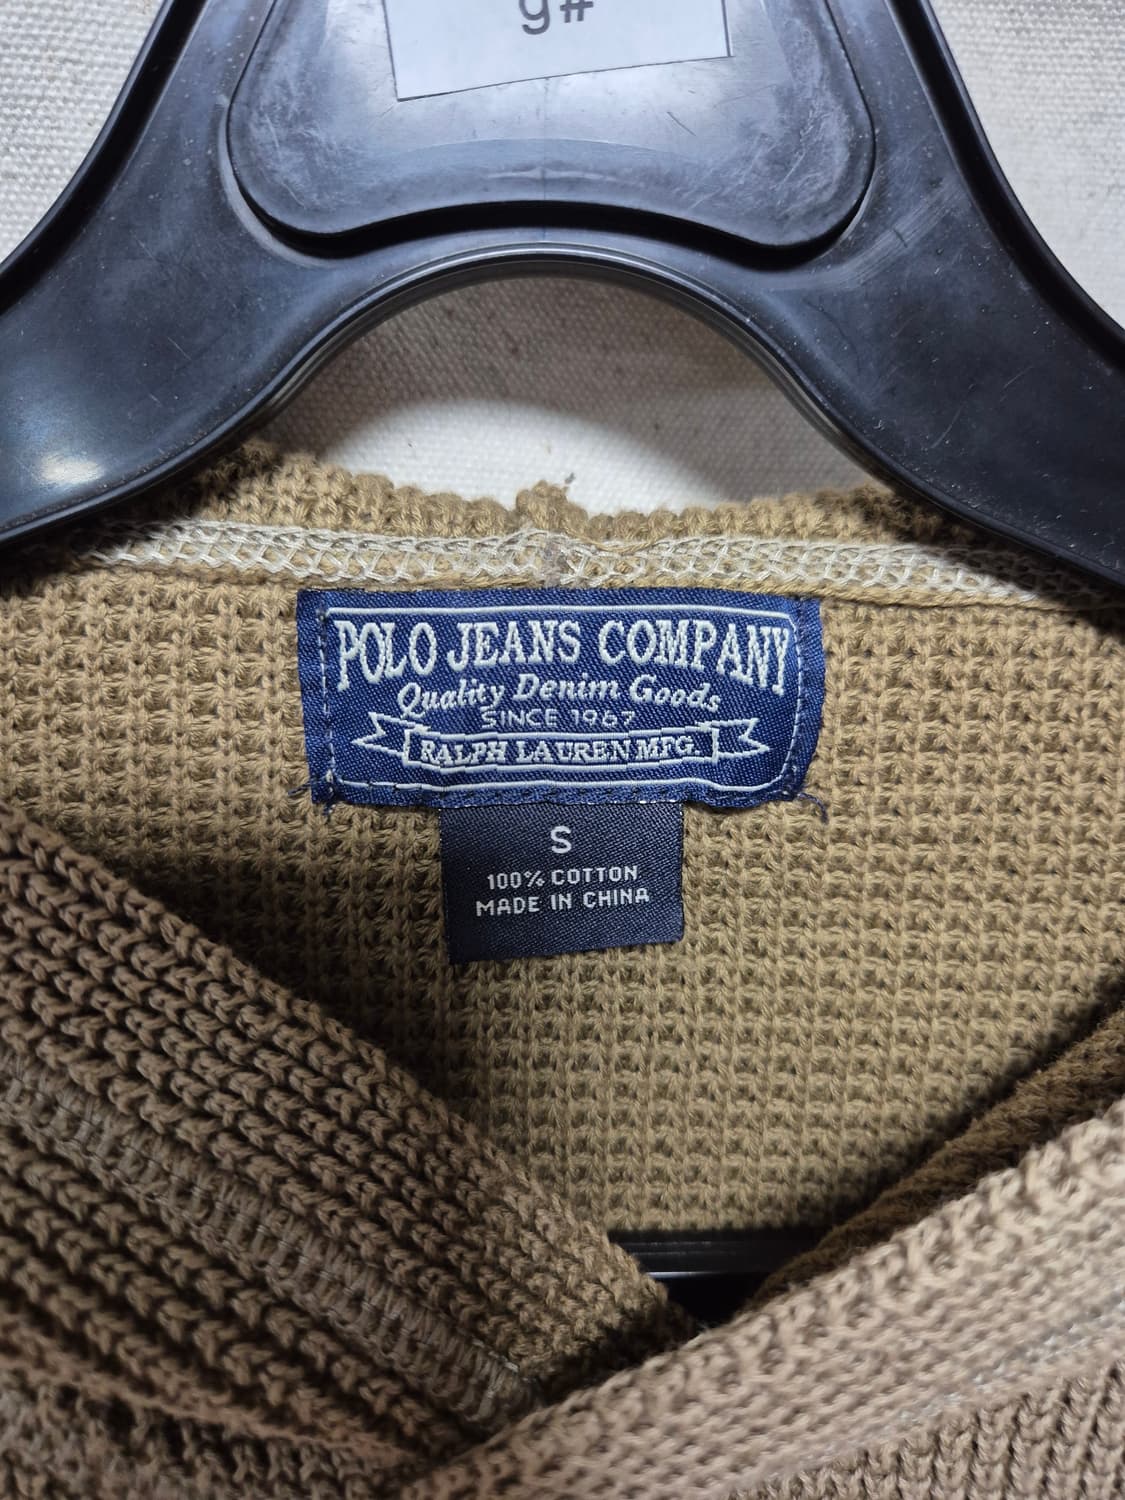 9#
POLO JEANS COMPANY
Quality Denim Goods
SINCE 1967
RALPH LAUREN MFG.
S
100% COTTON
MADE IN CHINA